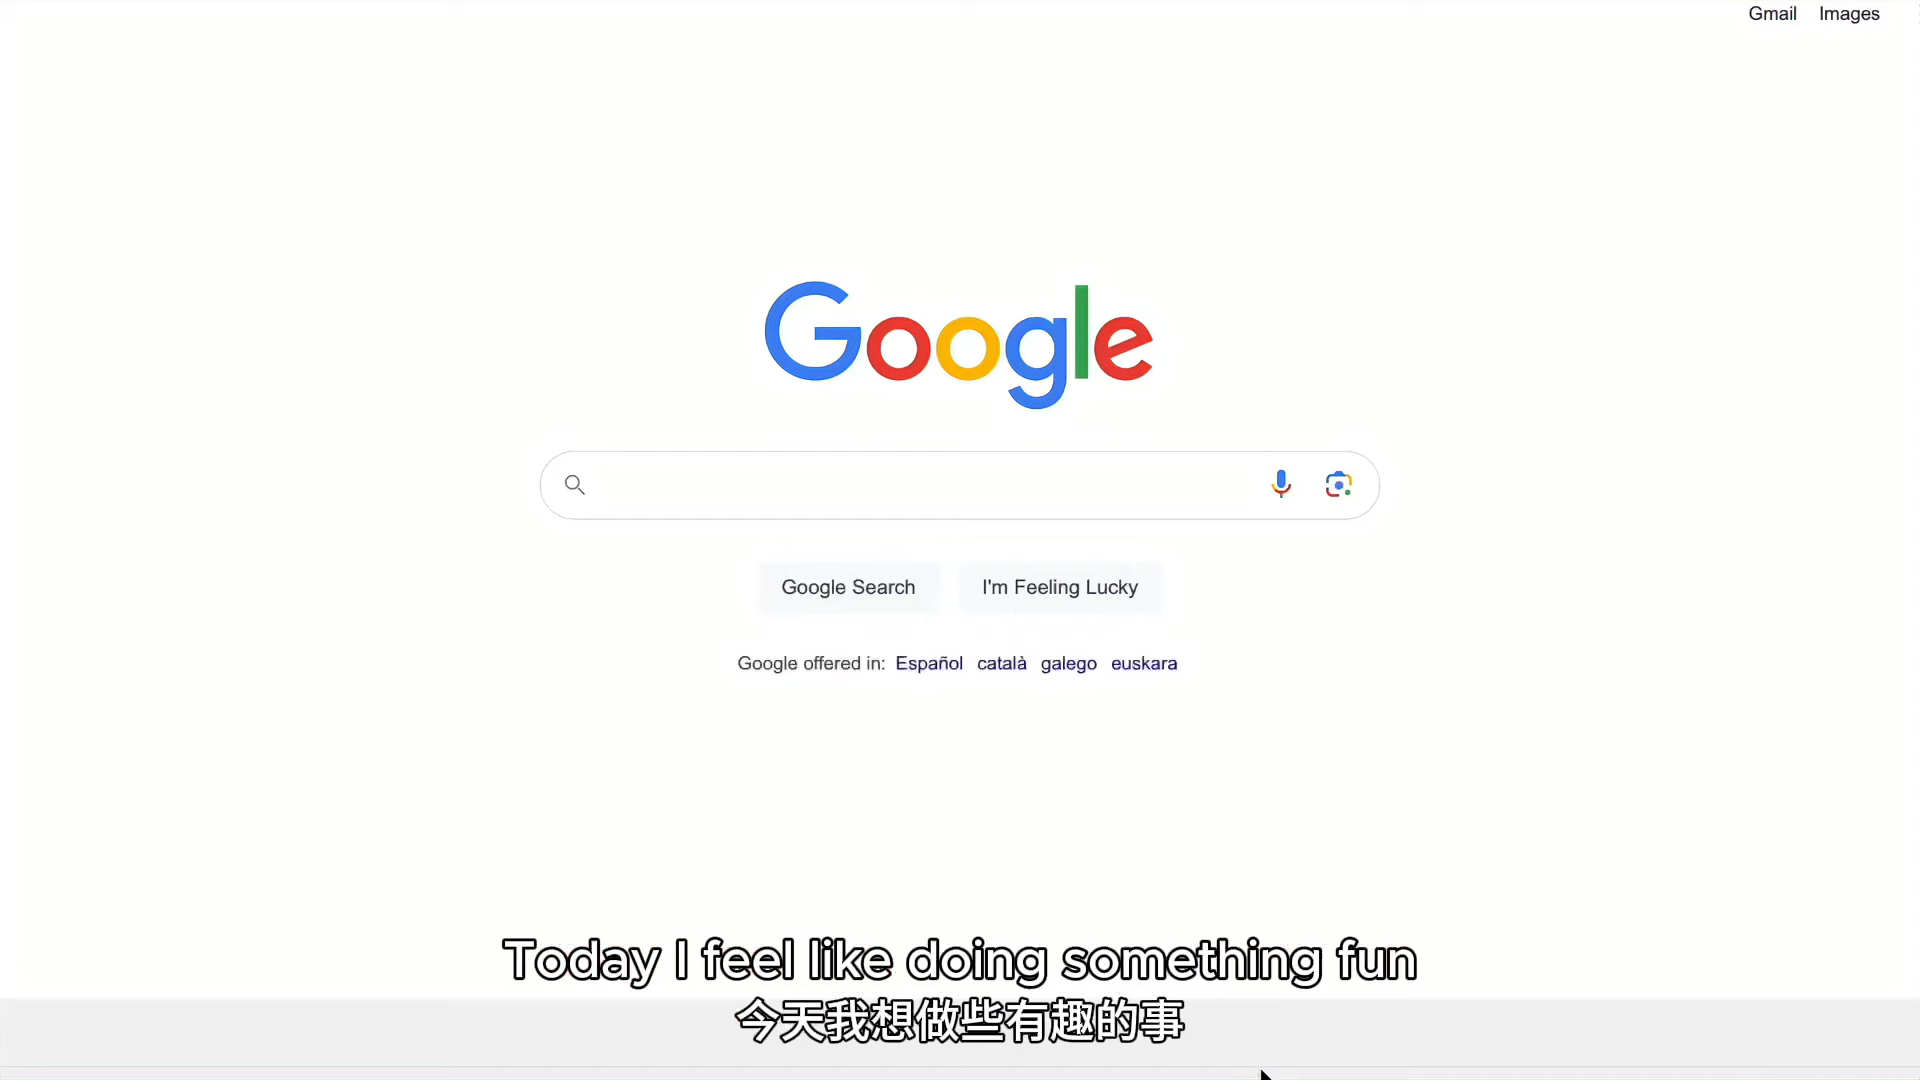 Gmail Images
Google
Google Search I'm Feeling Lucky
Google offered in: Español català galego euskara
Today I feel like doing something fun
今天我想做些有趣的事